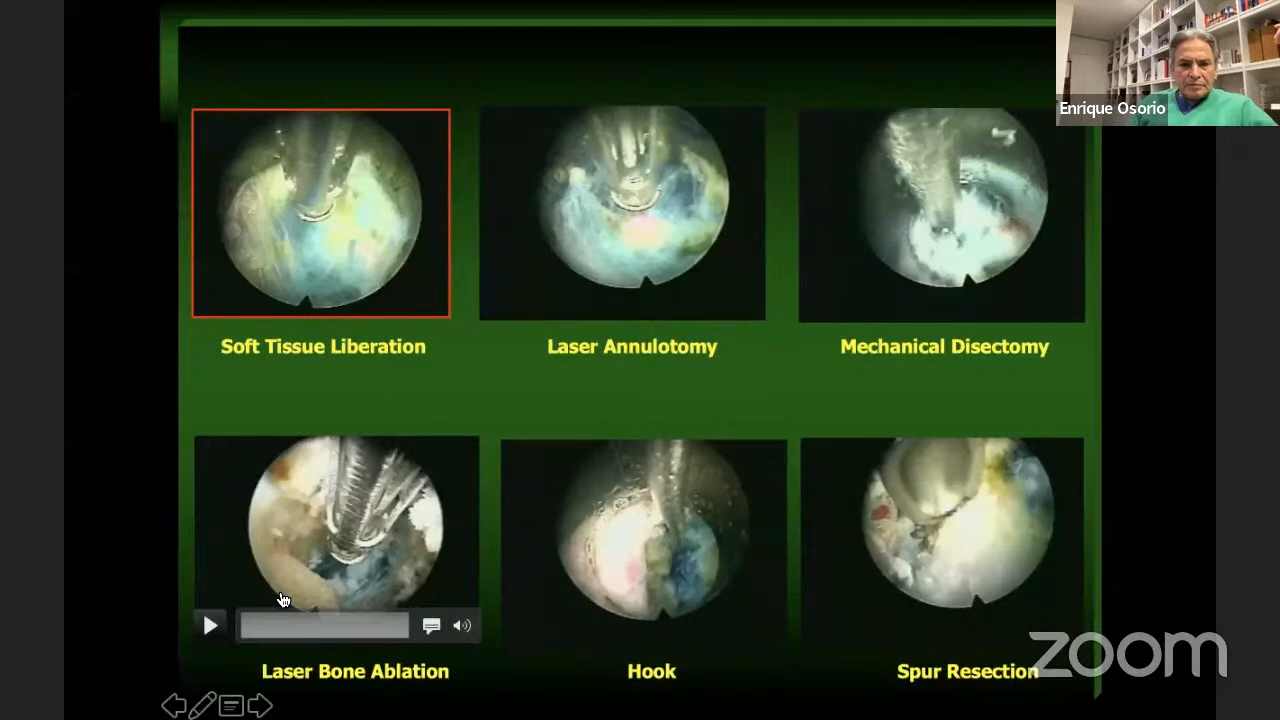 Enrique Osorio
Soft Tissue Liberation
Laser Annulotomy
Mechanical Disectomy
Laser Bone Ablation
Hook
Spur Resection
zoom